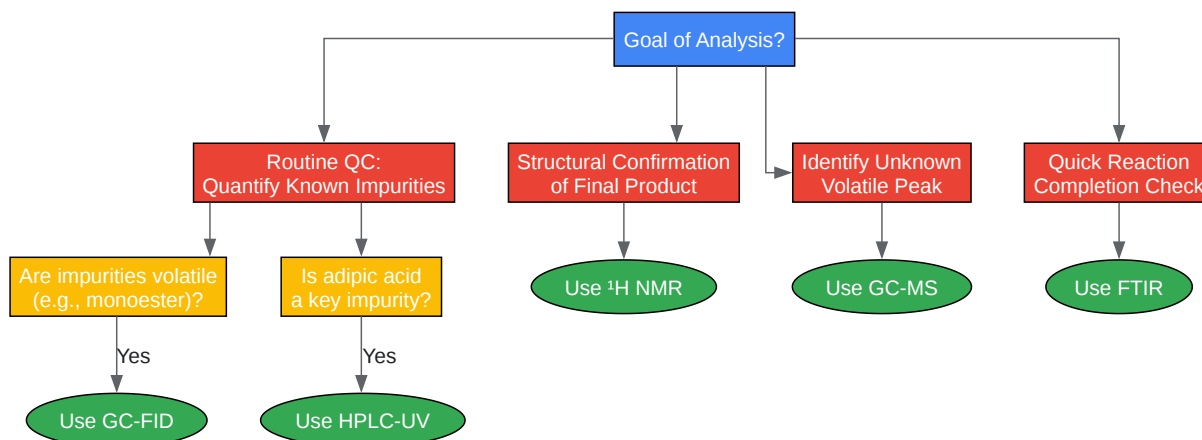 Goal of Analysis?
Routine QC:
Quantify Known Impurities
Structural Confirmation
of Final Product
Identify Unknown
Volatile Peak
Quick Reaction
Completion Check
Are impurities volatile
(e.g., monoester)?
Is adipic acid
a key impurity?
Use ¹H NMR
Use GC-MS
Use FTIR
Yes
Yes
Use GC-FID
Use HPLC-UV